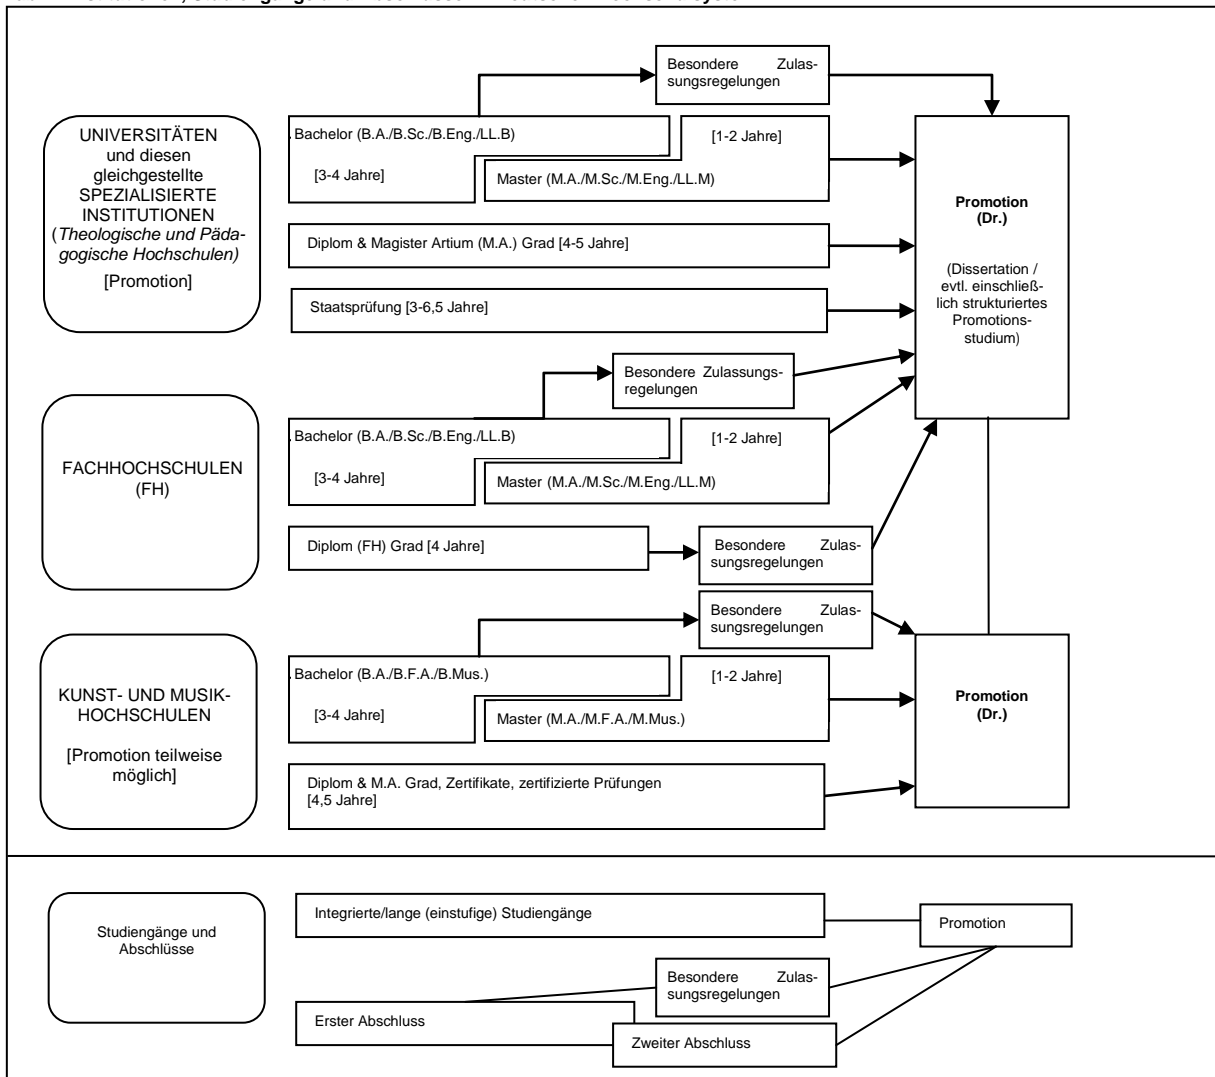 Besondere Zulas-
sungsregelungen
UNIVERSITÄTEN
und diesen
gleichgestellte
SPEZIALISIERTE
INSTITUTIONEN
(Theologische und Päda-
gogische Hochschulen)
[Promotion]
Bachelor (B.A./B.Sc./B.Eng./LL.B)
[3-4 Jahre]
[1-2 Jahre]
Master (M.A./M.Sc./M.Eng./LL.M)
Diplom & Magister Artium (M.A.) Grad [4-5 Jahre]
Staatsprüfung [3-6,5 Jahre]
Promotion
(Dr.)
(Dissertation /
evtl. einschließ-
lich strukturiertes
Promotions-
studium)
Besondere Zulassungs-
regelungen
FACHHOCHSCHULEN
(FH)
Bachelor (B.A./B.Sc./B.Eng./LL.B)
[3-4 Jahre]
[1-2 Jahre]
Master (M.A./M.Sc./M.Eng./LL.M)
Diplom (FH) Grad [4 Jahre]
Besondere Zulas-
sungsregelungen
Besondere Zulas-
sungsregelungen
KUNST- UND MUSIK-
HOCHSCHULEN
[Promotion teilweise
möglich]
Bachelor (B.A./B.F.A./B.Mus.)
[3-4 Jahre]
[1-2 Jahre]
Master (M.A./M.F.A./M.Mus.)
Diplom & M.A. Grad, Zertifikate, zertifizierte Prüfungen
[4,5 Jahre]
Promotion
(Dr.)
Studiengänge und
Abschlüsse
Integrierte/lange (einstufige) Studiengänge
Promotion
Besondere Zulas-
sungsregelungen
Erster Abschluss
Zweiter Abschluss